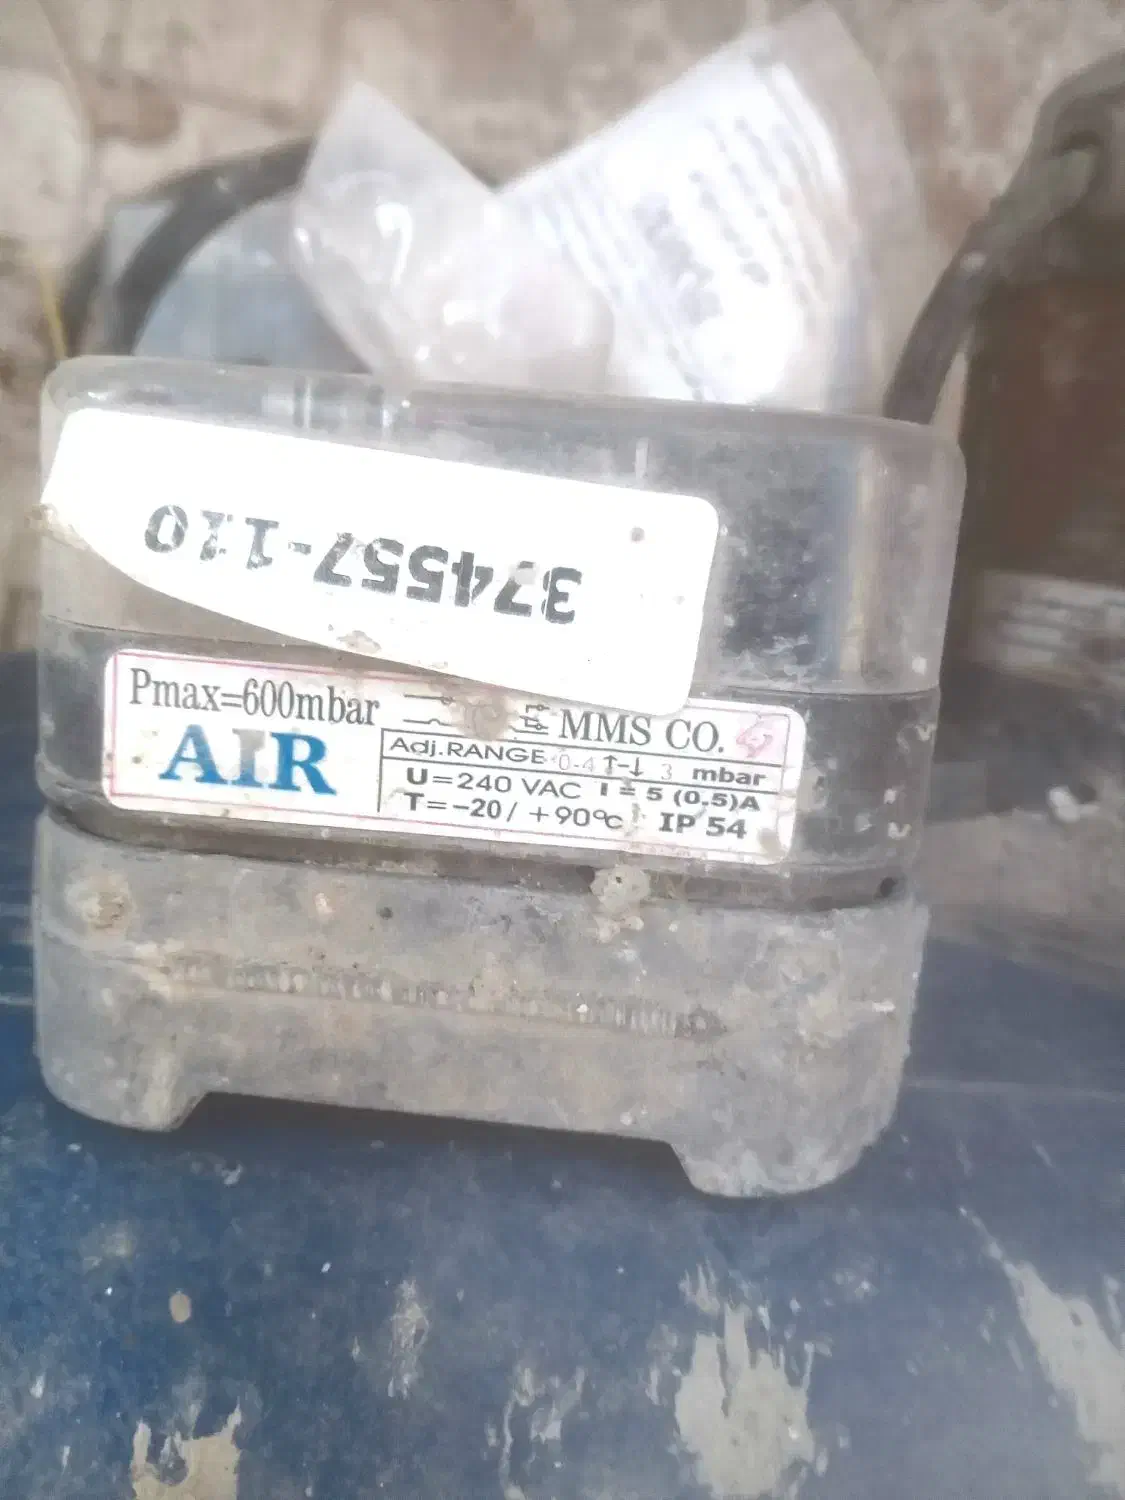 374557-110
Pmax=600mbar
MMS CO.
AIR
Adj.RANGE 0-4 ↑-↓ 3 mbar
U=240 VAC I=5 (0.5)A
T=-20/+90°C IP 54